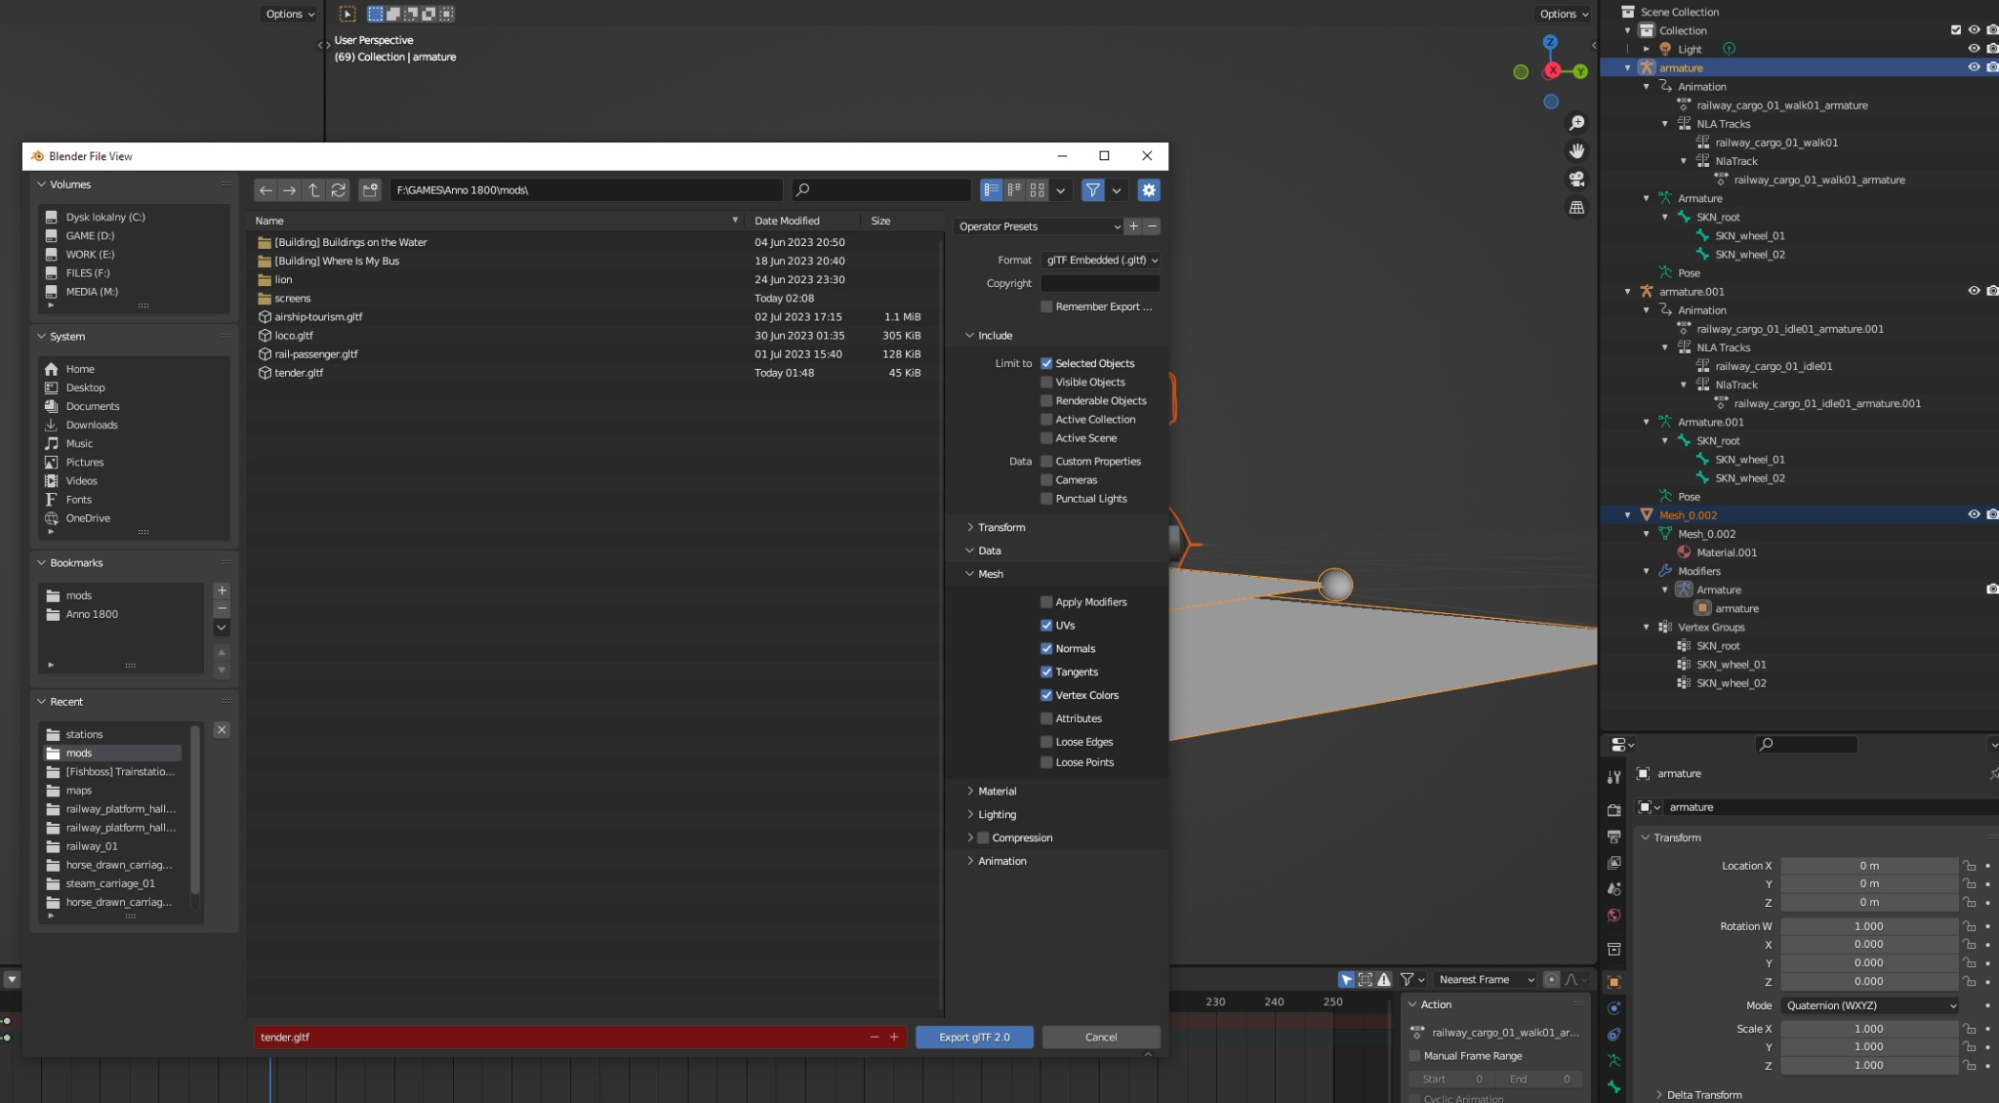 Options
Options
User Perspective
(69) Collection | armature
Z
X
Y
Blender File View
Volumes
Dysk lokalny (C:)
GAME (D:)
WORK (E:)
FILES (F:)
MEDIA (M:)
System
Home
Desktop
Documents
Downloads
Music
Pictures
Videos
Fonts
OneDrive
Bookmarks
mods
Anno 1800
Recent
stations
mods
[Fishboss] Trainstatio...
maps
railway_platform_hall...
railway_platform_hall...
railway_01
horse_drawn_carriag...
steam_carriage_01
horse_drawn_carriag...
F:\GAMES\Anno 1800\mods\
Name Date Modified Size
[Building] Buildings on the Water 04 Jun 2023 20:50
[Building] Where Is My Bus 18 Jun 2023 20:40
lion 24 Jun 2023 23:30
screens Today 02:08
airship-tourism.gltf 02 Jul 2023 17:15 1.1 MiB
loco.gltf 30 Jun 2023 01:35 305 KiB
rail-passenger.gltf 01 Jul 2023 15:40 128 KiB
tender.gltf Today 01:48 45 KiB
tender.gltf
Export glTF 2.0
Cancel
Operator Presets
Format glTF Embedded (.gltf)
Copyright
Remember Export ...
Include
Limit to Selected Objects
Visible Objects
Renderable Objects
Active Collection
Active Scene
Data Custom Properties
Cameras
Punctual Lights
Transform
Data
Mesh
Apply Modifiers
UVs
Normals
Tangents
Vertex Colors
Attributes
Loose Edges
Loose Points
Material
Lighting
Compression
Animation
Scene Collection
Collection
Light
armature
Animation
railway_cargo_01_walk01_armature
NLA Tracks
railway_cargo_01_walk01
NlaTrack
railway_cargo_01_walk01_armature
Armature
SKN_root
SKN_wheel_01
SKN_wheel_02
Pose
armature.001
Animation
railway_cargo_01_idle01_armature.001
NLA Tracks
railway_cargo_01_idle01
NlaTrack
railway_cargo_01_idle01_armature.001
Armature.001
SKN_root
SKN_wheel_01
SKN_wheel_02
Pose
Mesh_0.002
Mesh_0.002
Material.001
Modifiers
Armature
armature
Vertex Groups
SKN_root
SKN_wheel_01
SKN_wheel_02
armature
armature
Transform
Location X 0 m
Y 0 m
Z 0 m
Rotation W 1.000
X 0.000
Y 0.000
Z 0.000
Mode Quaternion (WXYZ)
Scale X 1.000
Y 1.000
Z 1.000
Delta Transform
Nearest Frame
230 240 250
Action
railway_cargo_01_walk01_ar...
Manual Frame Range
Start 0 End 0
Cyclic Animation